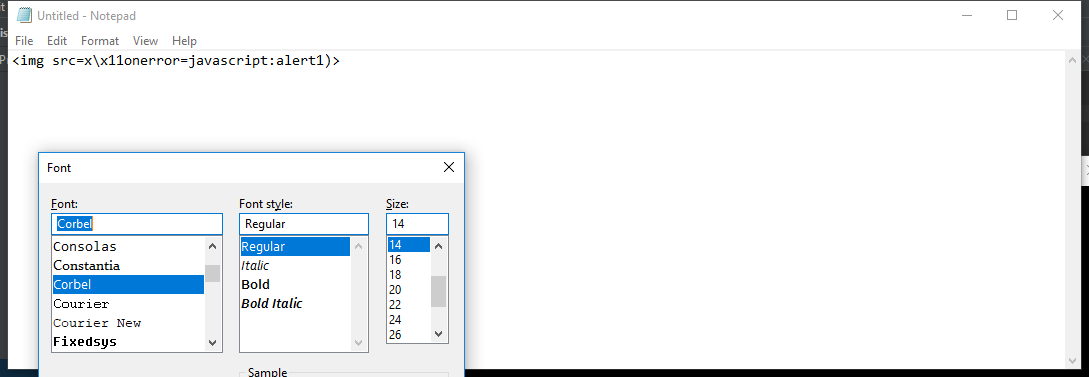 Untitled - Notepad
File Edit Format View Help
<img src=x\x11onerror=javascript:alert1)>
Font
Font: Font style: Size:
Corbel Regular 14
Consolas Regular 14
Constantia Italic 16
Corbel Bold 18
Courier Bold Italic 20
Courier New 22
Fixedsys 24
26
Sample